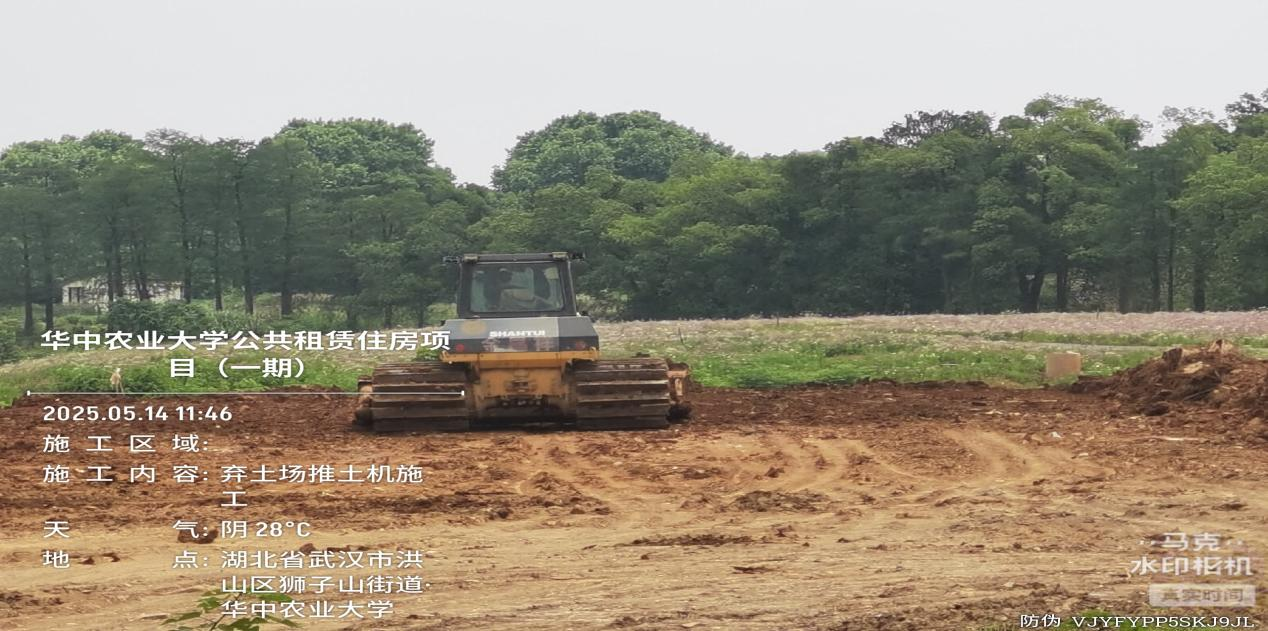 SHANTUI
华中农业大学公共租赁住房项
目（一期）
2025.05.14 11:46
施工区域:
施工内容: 弃土场推土机施
工
天气: 阴 28°C
地点: 湖北省武汉市洪
山区狮子山街道·
华中农业大学
马克
水印相机
真实时间
防伪 VJYFYPP5SKJ9JL